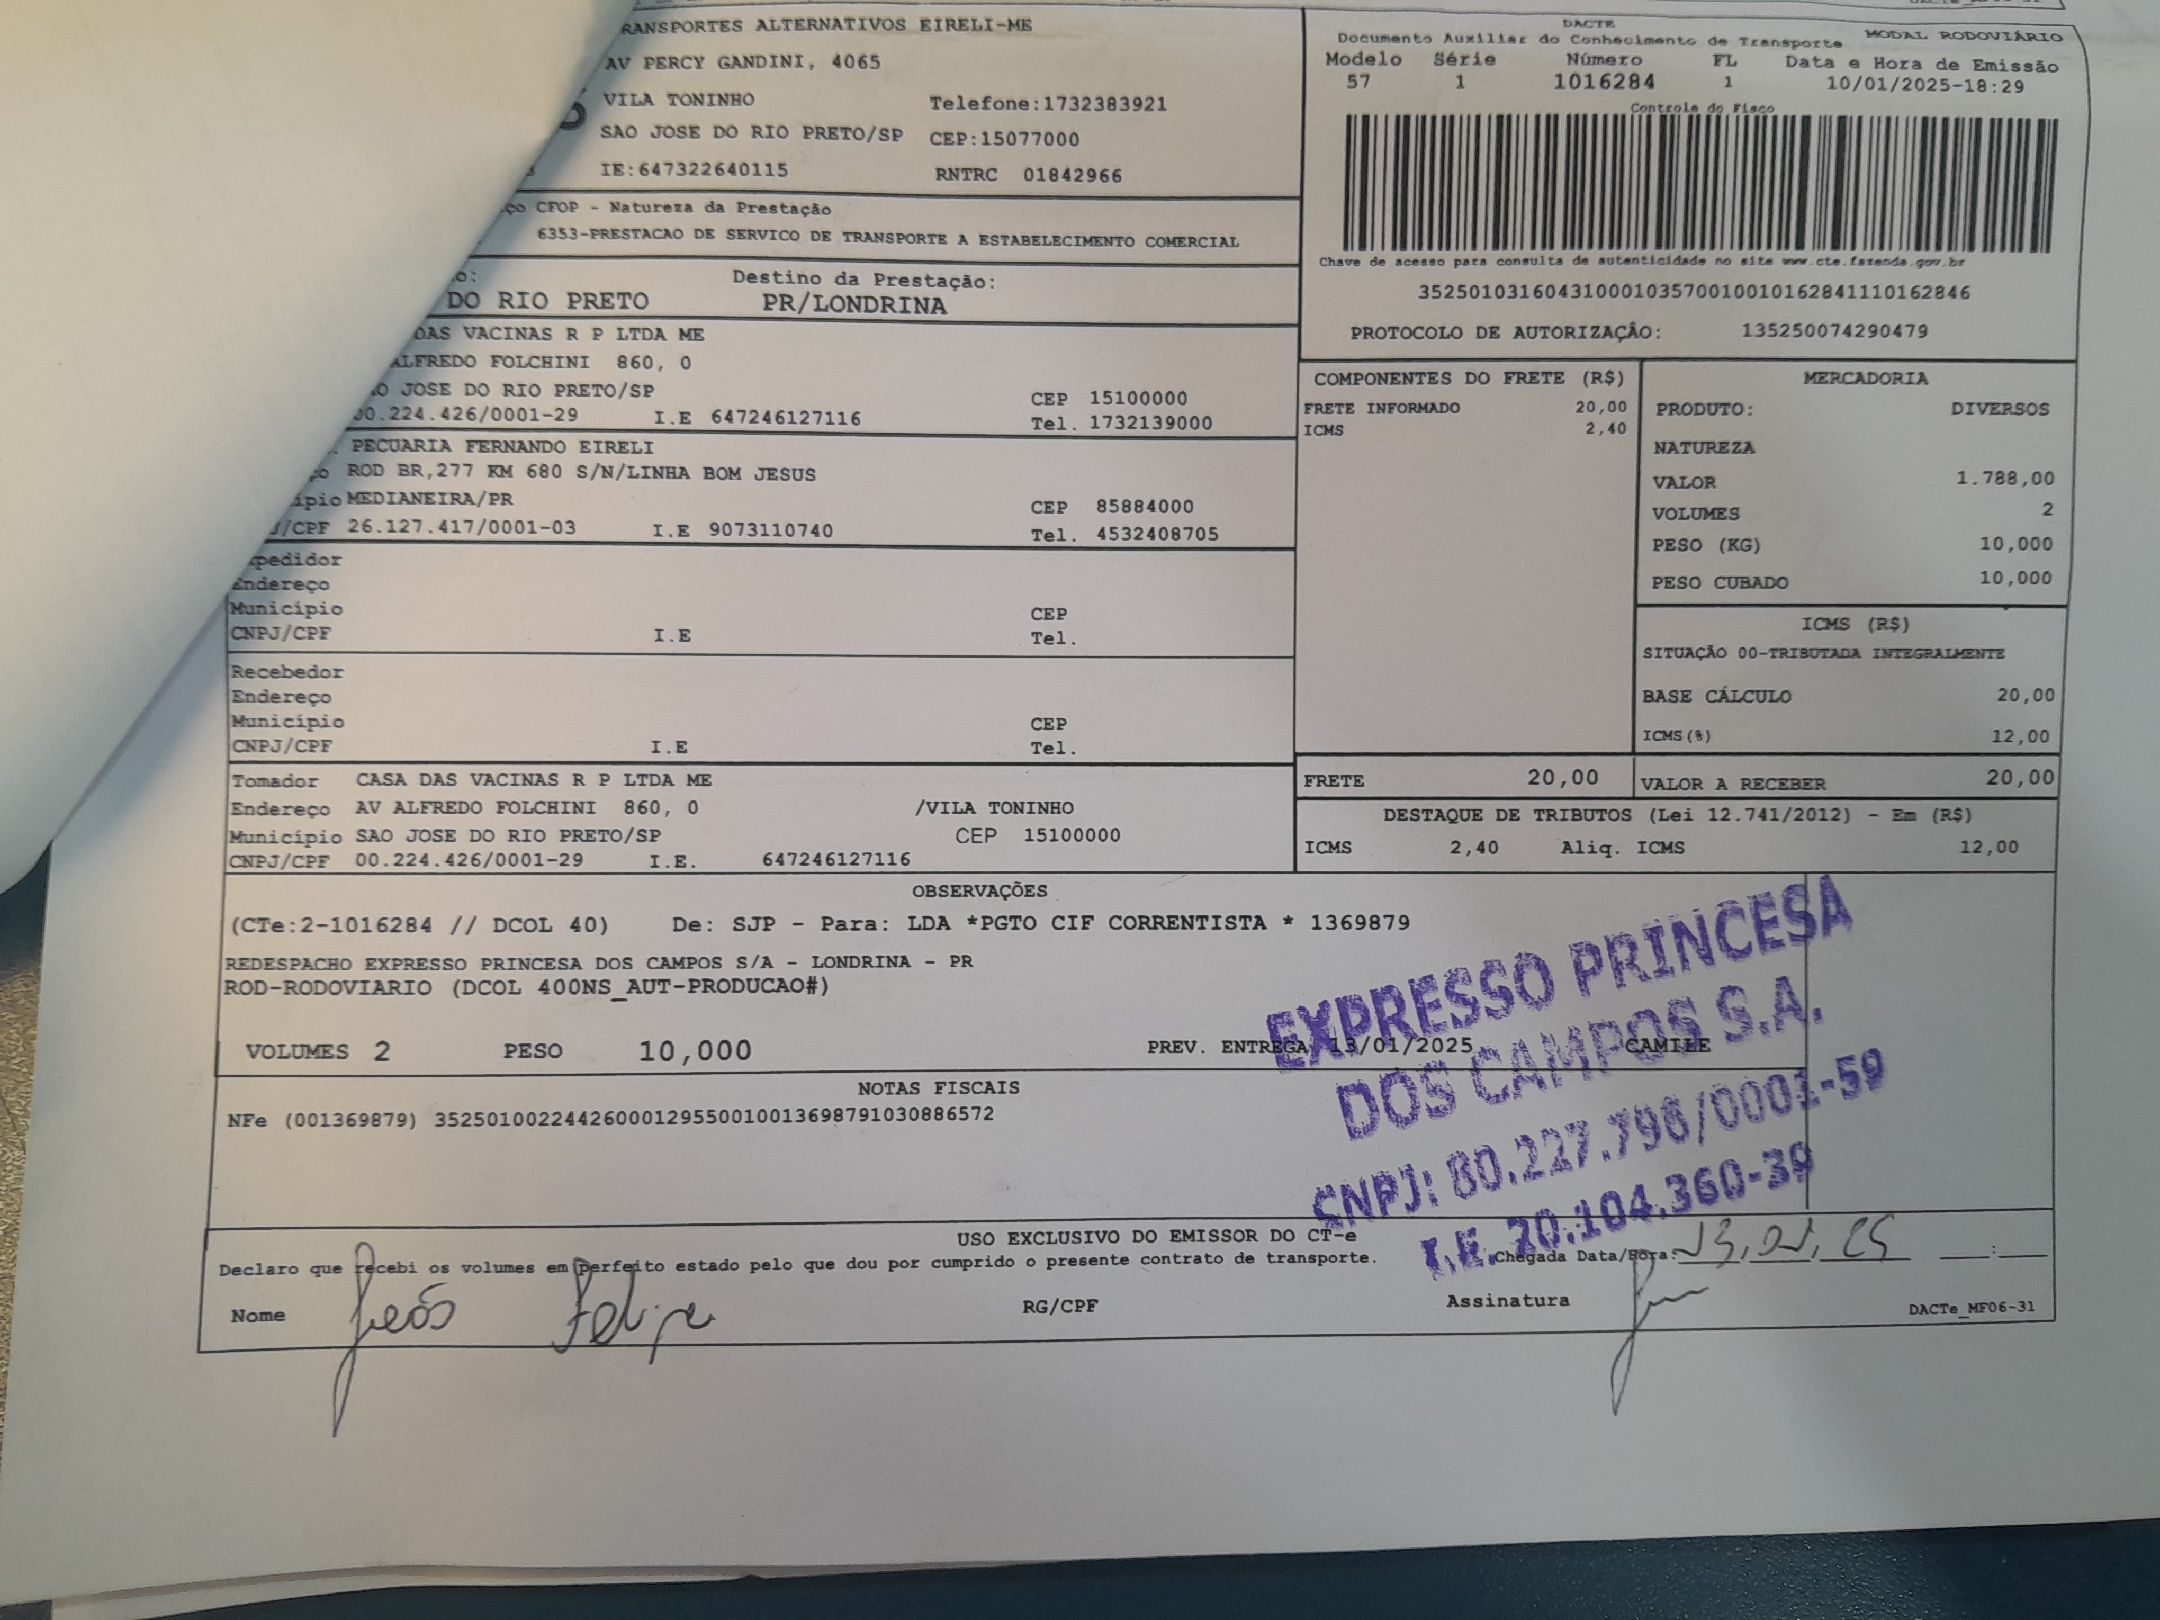 RANSPORTES ALTERNATIVOS EIRELI-ME
AV PERCY GANDINI, 4065
VILA TONINHO Telefone:1732383921
SAO JOSE DO RIO PRETO/SP CEP:15077000
IE:647322640115 RNTRC 01842966
CFOP - Natureza da Prestação
6353-PRESTACAO DE SERVICO DE TRANSPORTE A ESTABELECIMENTO COMERCIAL
Destino da Prestação:
DO RIO PRETO PR/LONDRINA
DACTE
Documento Auxiliar do Conhecimento de Transporte MODAL RODOVIÁRIO
Modelo Série Número FL Data e Hora de Emissão
57 1 1016284 1 10/01/2025-18:29
Controle do Fisco
Chave de acesso para consulta de autenticidade no site www.cte.fazenda.gov.br
35250103160431000103570010010162841110162846
PROTOCOLO DE AUTORIZAÇÂO: 135250074290479
DAS VACINAS R P LTDA ME
ALFREDO FOLCHINI 860, 0
O JOSE DO RIO PRETO/SP CEP 15100000
00.224.426/0001-29 I.E 647246127116 Tel. 1732139000
PECUARIA FERNANDO EIRELI
ROD BR,277 KM 680 S/N/LINHA BOM JESUS
ípio MEDIANEIRA/PR CEP 85884000
J/CPF 26.127.417/0001-03 I.E 9073110740 Tel. 4532408705
pedidor
Endereço
Município CEP
CNPJ/CPF I.E Tel.
Recebedor
Endereço
Município CEP
CNPJ/CPF I.E Tel.
Tomador CASA DAS VACINAS R P LTDA ME
Endereço AV ALFREDO FOLCHINI 860, 0 /VILA TONINHO
Município SAO JOSE DO RIO PRETO/SP CEP 15100000
CNPJ/CPF 00.224.426/0001-29 I.E. 647246127116
COMPONENTES DO FRETE (R$)
FRETE INFORMADO 20,00
ICMS 2,40
MERCADORIA
PRODUTO: DIVERSOS
NATUREZA
VALOR 1.788,00
VOLUMES 2
PESO (KG) 10,000
PESO CUBADO 10,000
ICMS (R$)
SITUAÇÃO 00-TRIBUTADA INTEGRALMENTE
BASE CÁLCULO 20,00
ICMS(%) 12,00
FRETE 20,00 VALOR A RECEBER 20,00
DESTAQUE DE TRIBUTOS (Lei 12.741/2012) - Em (R$)
ICMS 2,40 Aliq. ICMS 12,00
OBSERVAÇÕES
(CTe:2-1016284 // DCOL 40) De: SJP - Para: LDA *PGTO CIF CORRENTISTA * 1369879
REDESPACHO EXPRESSO PRINCESA DOS CAMPOS S/A - LONDRINA - PR
ROD-RODOVIARIO (DCOL 400NS_AUT-PRODUCAO#)
VOLUMES 2 PESO 10,000 PREV. ENTREGA 13/01/2025 CAMILE
NOTAS FISCAIS
NFe (001369879) 35250100224426000129550010013698791030886572
EXPRESSO PRINCESA
DOS CAMPOS S.A.
CNPJ: 80.227.796/0001-59
I.E. 20.104.360-39
USO EXCLUSIVO DO EMISSOR DO CT-e
Declaro que recebi os volumes em perfeito estado pelo que dou por cumprido o presente contrato de transporte. Chegada Data/Hora:
Nome Felipe RG/CPF Assinatura DACTe_MF06-31